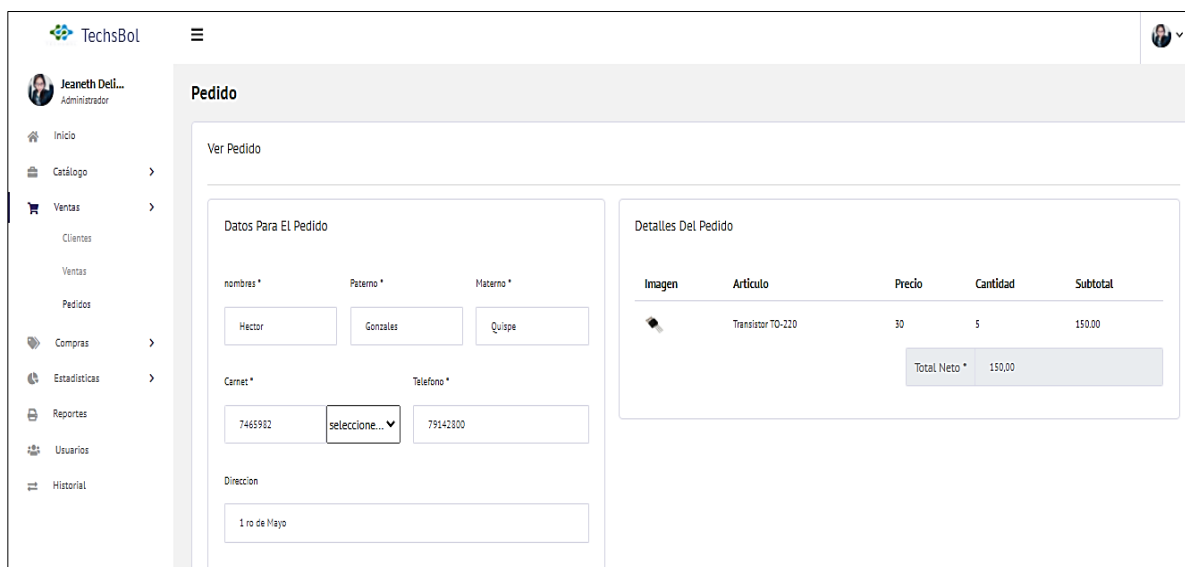 TechsBol
Jeaneth Deli...
Administrador
Inicio
Catálogo
Ventas
Clientes
Ventas
Pedidos
Compras
Estadisticas
Reportes
Usuarios
Historial
Pedido
Ver Pedido
Datos Para El Pedido
nombres * Paterno * Materno *
Hector Gonzales Quispe
Carnet * Telefono *
7465982 seleccione... 79142800
Direccion
1 ro de Mayo
Detalles Del Pedido
Imagen Articulo Precio Cantidad Subtotal
Transistor TO-220 30 5 150.00
Total Neto * 150,00